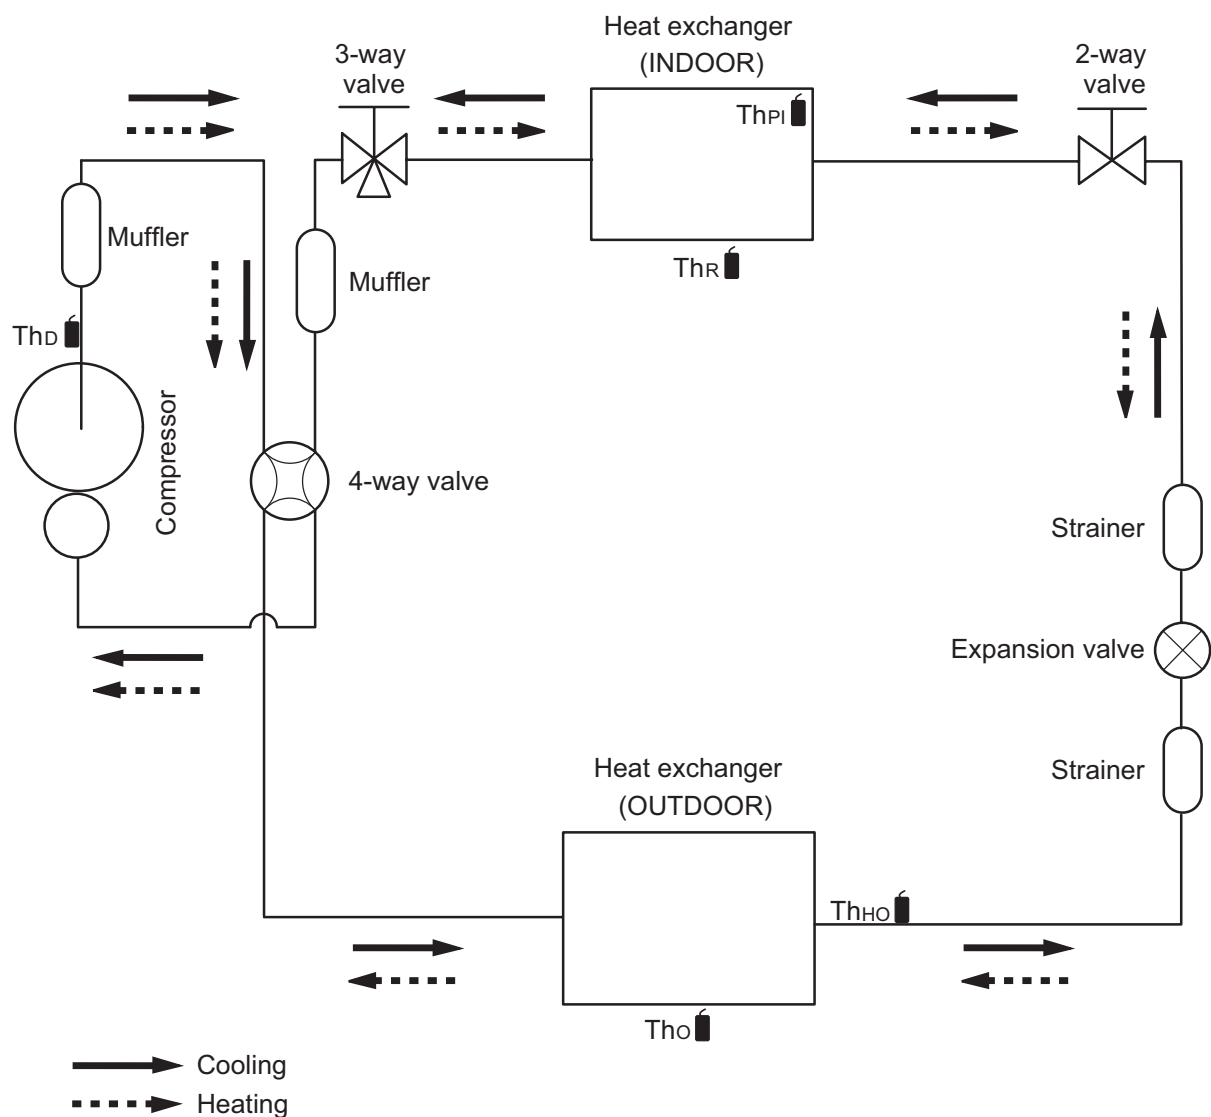 Heat exchanger
(INDOOR)
3-way
valve
2-way
valve
ThPI
Muffler
ThR
Muffler
ThD
Compressor
4-way valve
Strainer
Expansion valve
Strainer
Heat exchanger
(OUTDOOR)
ThHO
ThO
Cooling
Heating